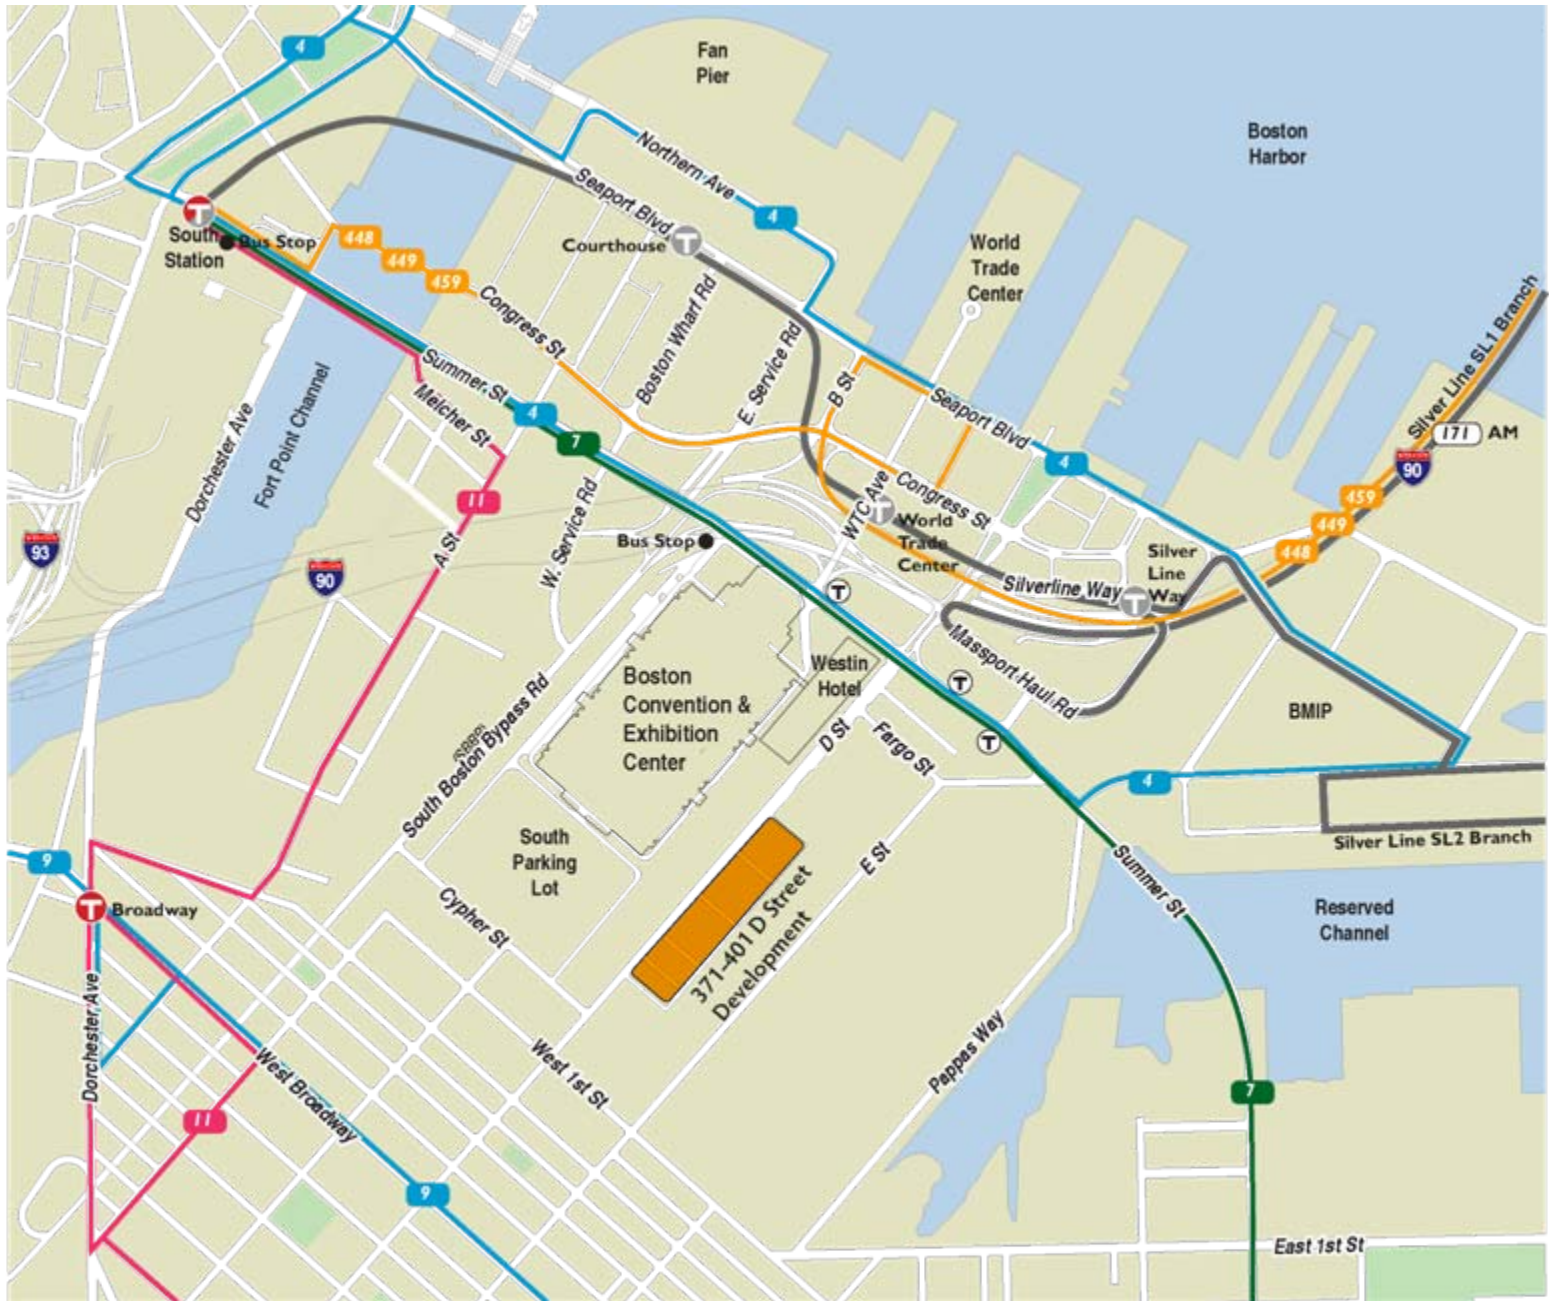 4
Fan
Pier
Boston
Harbor
Northern Ave
Seaport Blvd
4
South
Station
Bus Stop
448
449
459
Courthouse
World
Trade
Center
Congress St
Boston Wharf Rd
E. Service Rd
B St
Silver Line SL1 Branch
Summer St
Melcher St
Seaport Blvd
Dorchester Ave
Fort Point Channel
4
7
171 AM
90
4
11
W. Service Rd
WTC Ave
Congress St
459
449
448
93
90
A St
Bus Stop
T
World
Trade
Center
Silver
Line
Way
Silverline Way
Massport Haul Rd
T
T
Boston
Convention &
Exhibition
Center
Westin
Hotel
D St
Fargo St
BMIP
South Boston Bypass Rd
(SBBR)
4
South
Parking
Lot
E St
Silver Line SL2 Branch
Summer St
9
T
Broadway
Cypher St
371-401 D Street
Development
Reserved
Channel
Dorchester Ave
West Broadway
West 1st St
Pappas Way
7
11
9
East 1st St
T
T
T
T